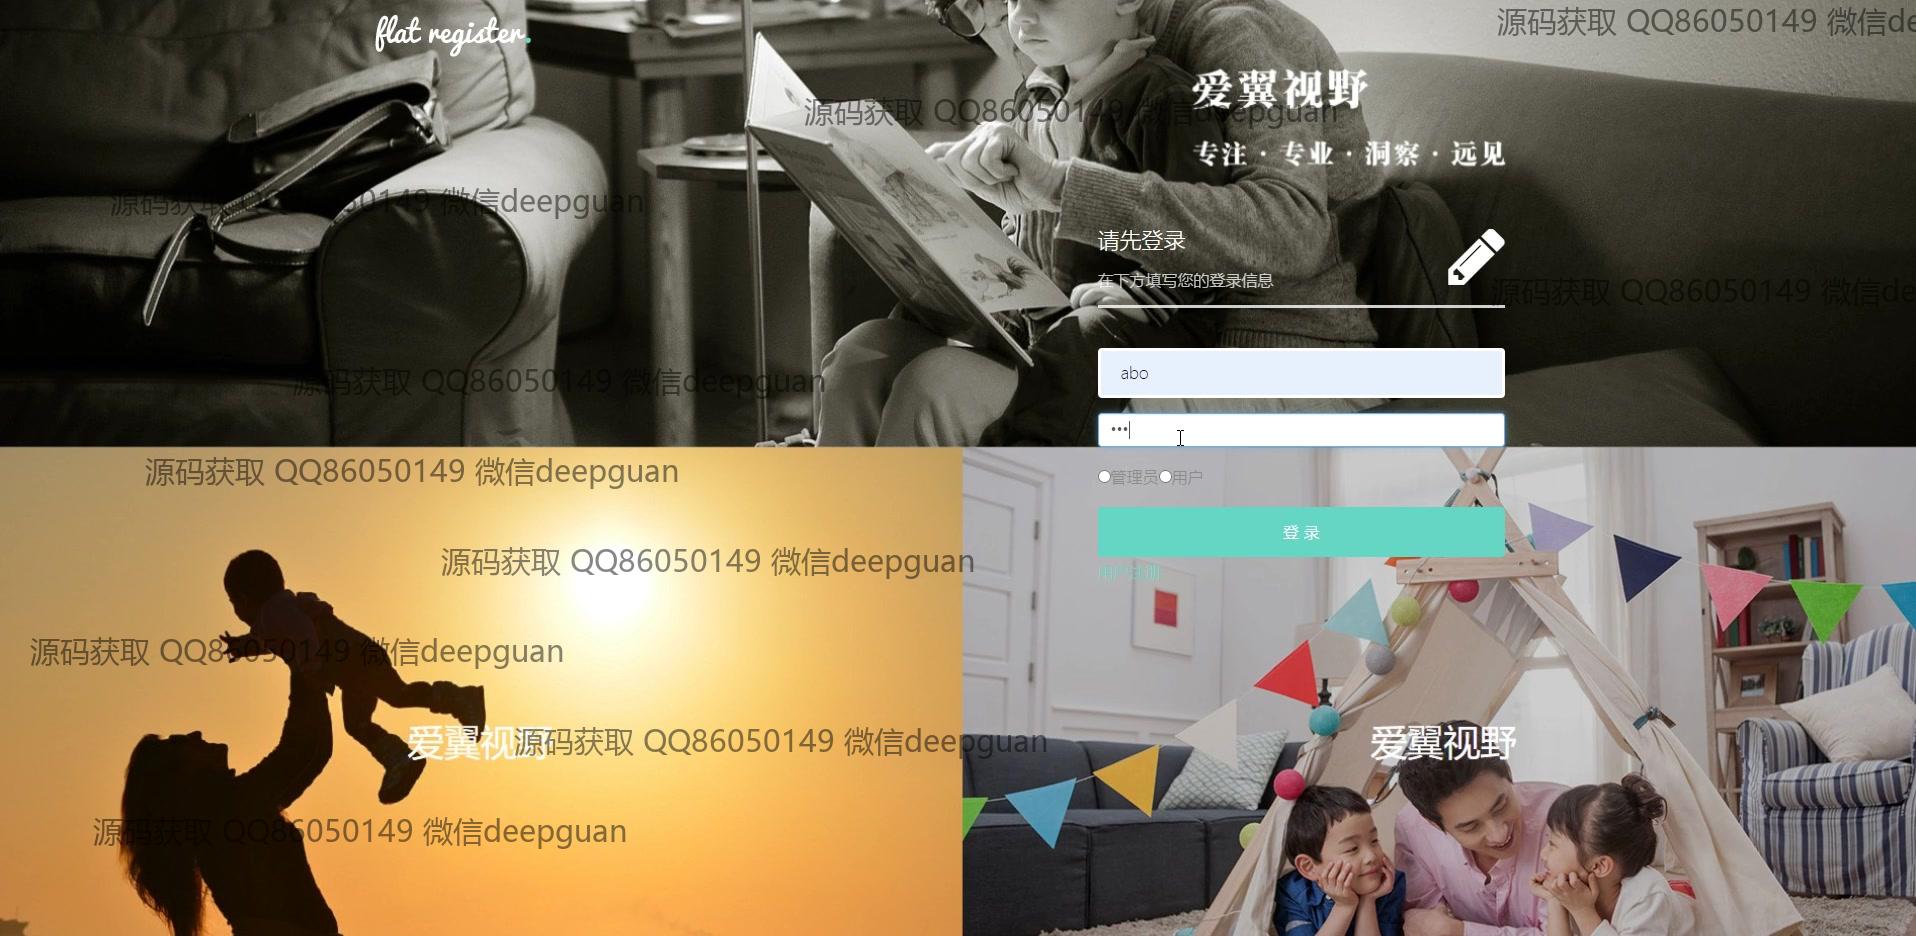 flat register.
源码获取 QQ86050149 微信de
爱翼视野
源码获取 QQ86050149 微信deepguan
专注 · 专业 · 洞察 · 远见
源码获取 QQ86050149 微信deepguan
请先登录
在下方填写您的登录信息
源码获取 QQ86050149 微信de
abo
源码获取 QQ86050149 微信deepguan
•••
源码获取 QQ86050149 微信deepguan
管理员 用户
登 录
源码获取 QQ86050149 微信deepguan
用户注册
源码获取 QQ86050149 微信deepguan
爱翼视野
源码获取 QQ86050149 微信deepguan
爱翼视野
源码获取 QQ86050149 微信deepguan